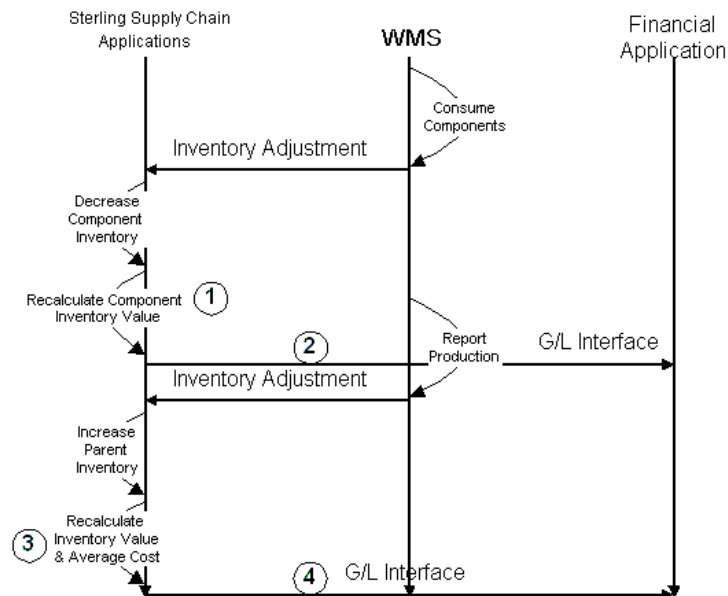 Sterling Supply Chain
Applications
WMS
Financial
Application
Consume
Components
Inventory Adjustment
Decrease
Component
Inventory
Recalculate Component
Inventory Value
1
2
Report
Production
G/L Interface
Inventory Adjustment
Increase
Parent
Inventory
Recalculate
Inventory Value
& Average Cost
3
4
G/L Interface